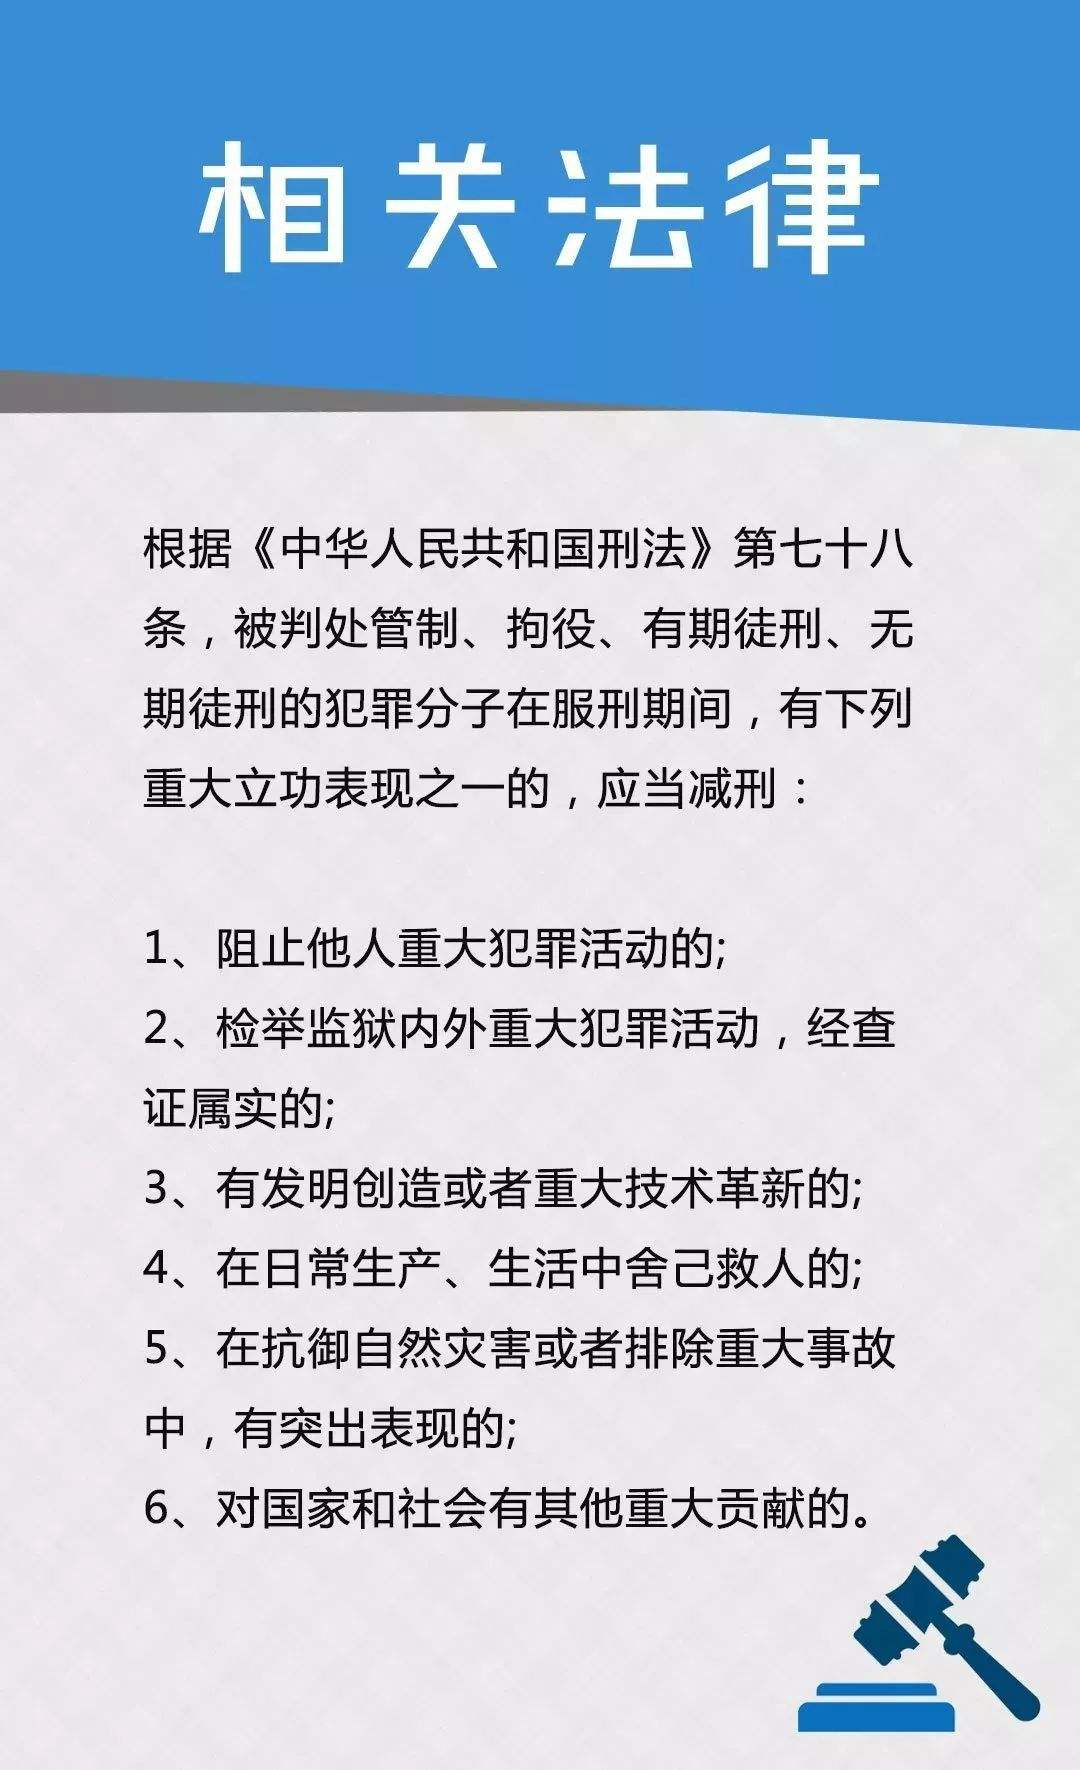 相关法律
根据《中华人民共和国刑法》第七十八
条，被判处管制、拘役、有期徒刑、无
期徒刑的犯罪分子在服刑期间，有下列
重大立功表现之一的，应当减刑：
1、阻止他人重大犯罪活动的;
2、检举监狱内外重大犯罪活动，经查
证属实的;
3、有发明创造或者重大技术革新的;
4、在日常生产、生活中舍己救人的;
5、在抗御自然灾害或者排除重大事故
中，有突出表现的;
6、对国家和社会有其他重大贡献的。